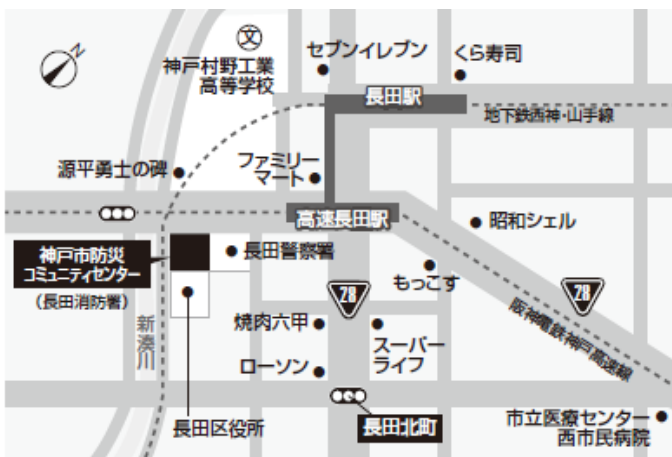 N
文
神戸村野工業
高等学校
セブンイレブン
くら寿司
長田駅
地下鉄西神・山手線
源平勇士の碑
ファミリー
マート
高速長田駅
昭和シェル
神戸市防災
コミュニティセンター
(長田消防署)
長田警察署
28
もっこす
28
阪神電鉄神戸高速線
新湊川
焼肉六甲
スーパー
ライフ
ローソン
長田区役所
長田北町
市立医療センター
西市民病院